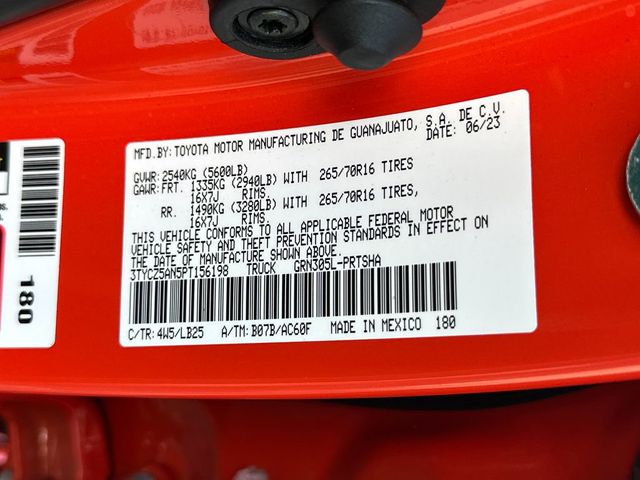 MFD.BY:TOYOTA MOTOR MANUFACTURING DE GUANAJUATO, S.A. DE C.V.
DATE: 06/23
GVWR:2540KG (5600LB)
GAWR:FRT. 1335KG (2940LB) WITH 265/70R16 TIRES
16X7J RIMS,
RR. 1490KG (3280LB) WITH 265/70R16 TIRES,
16X7J RIMS.
THIS VEHICLE CONFORMS TO ALL APPLICABLE FEDERAL MOTOR
VEHICLE SAFETY AND THEFT PREVENTION STANDARDS IN EFFECT ON
THE DATE OF MANUFACTURE SHOWN ABOVE.
3TYCZ5AN5PT156198 TRUCK GRN305L-PRTSHA
C/TR: 4W5/LB25 A/TM: B07B/AC60F MADE IN MEXICO 180
180